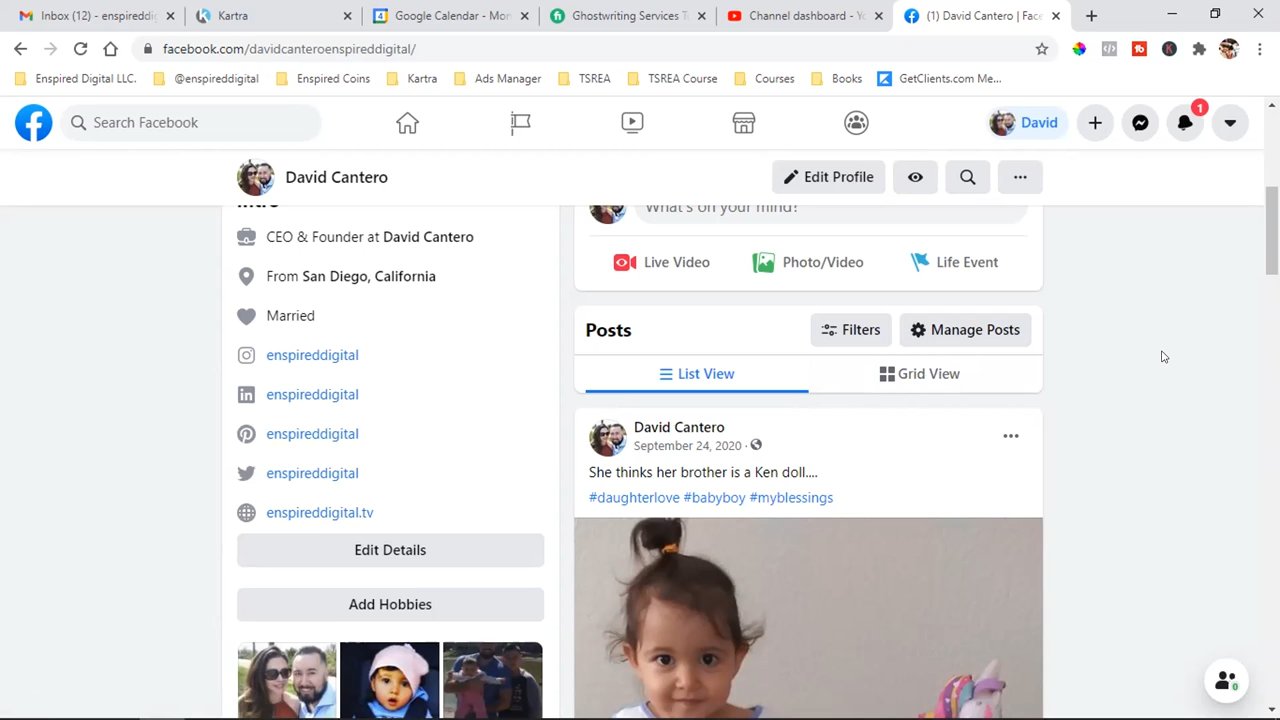 Inbox (12) - enspireddig
Kartra
Google Calendar - Mon
Ghostwriting Services T
Channel dashboard - Yo
(1) David Cantero | Face
facebook.com/davidcanteroenspireddigital/
Enspired Digital LLC.
@enspireddigital
Enspired Coins
Kartra
Ads Manager
TSREA
TSREA Course
Courses
Books
GetClients.com Me...
Search Facebook
David
1
David Cantero
Edit Profile
Intro
What's on your mind?
CEO & Founder at David Cantero
Live Video
Photo/Video
Life Event
From San Diego, California
Married
Posts
Filters
Manage Posts
enspireddigital
List View
Grid View
enspireddigital
David Cantero
September 24, 2020 ·
enspireddigital
She thinks her brother is a Ken doll....
enspireddigital
#daughterlove #babyboy #myblessings
enspireddigital.tv
Edit Details
Add Hobbies
0